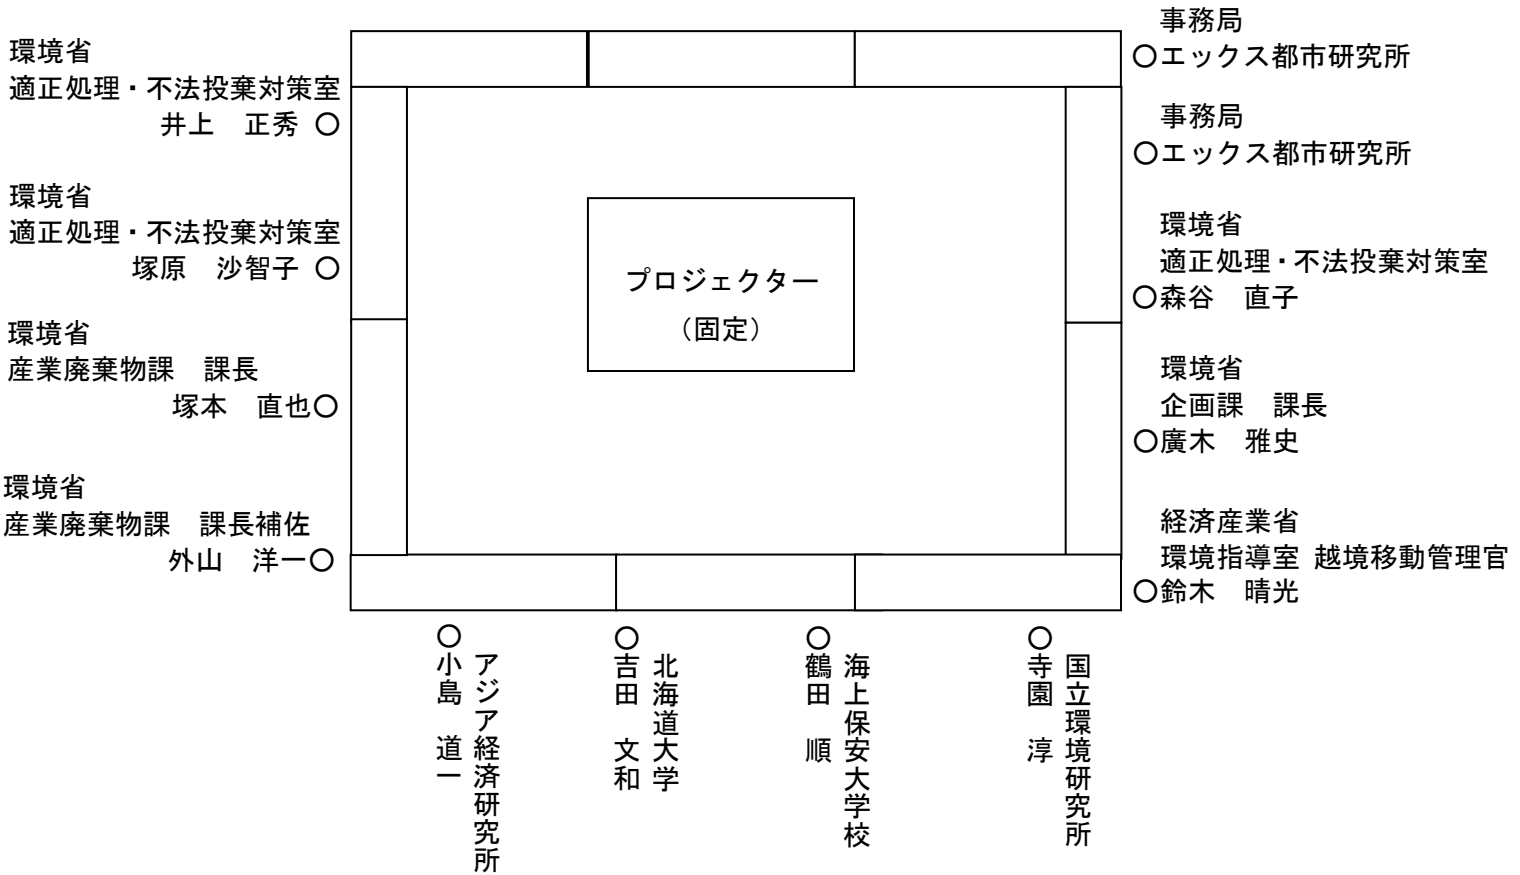 環境省
適正処理・不法投棄対策室
井上　正秀 ○
環境省
適正処理・不法投棄対策室
塚原　沙智子 ○
環境省
産業廃棄物課　課長
塚本　直也○
環境省
産業廃棄物課　課長補佐
外山　洋一○
プロジェクター
（固定）
事務局
○エックス都市研究所
事務局
○エックス都市研究所
環境省
適正処理・不法投棄対策室
○森谷　直子
環境省
企画課　課長
○廣木　雅史
経済産業省
環境指導室 越境移動管理官
○鈴木　晴光
アジア経済研究所
○小島　道一
北海道大学
○吉田　文和
海上保安大学校
○鶴田　順
国立環境研究所
○寺園　淳